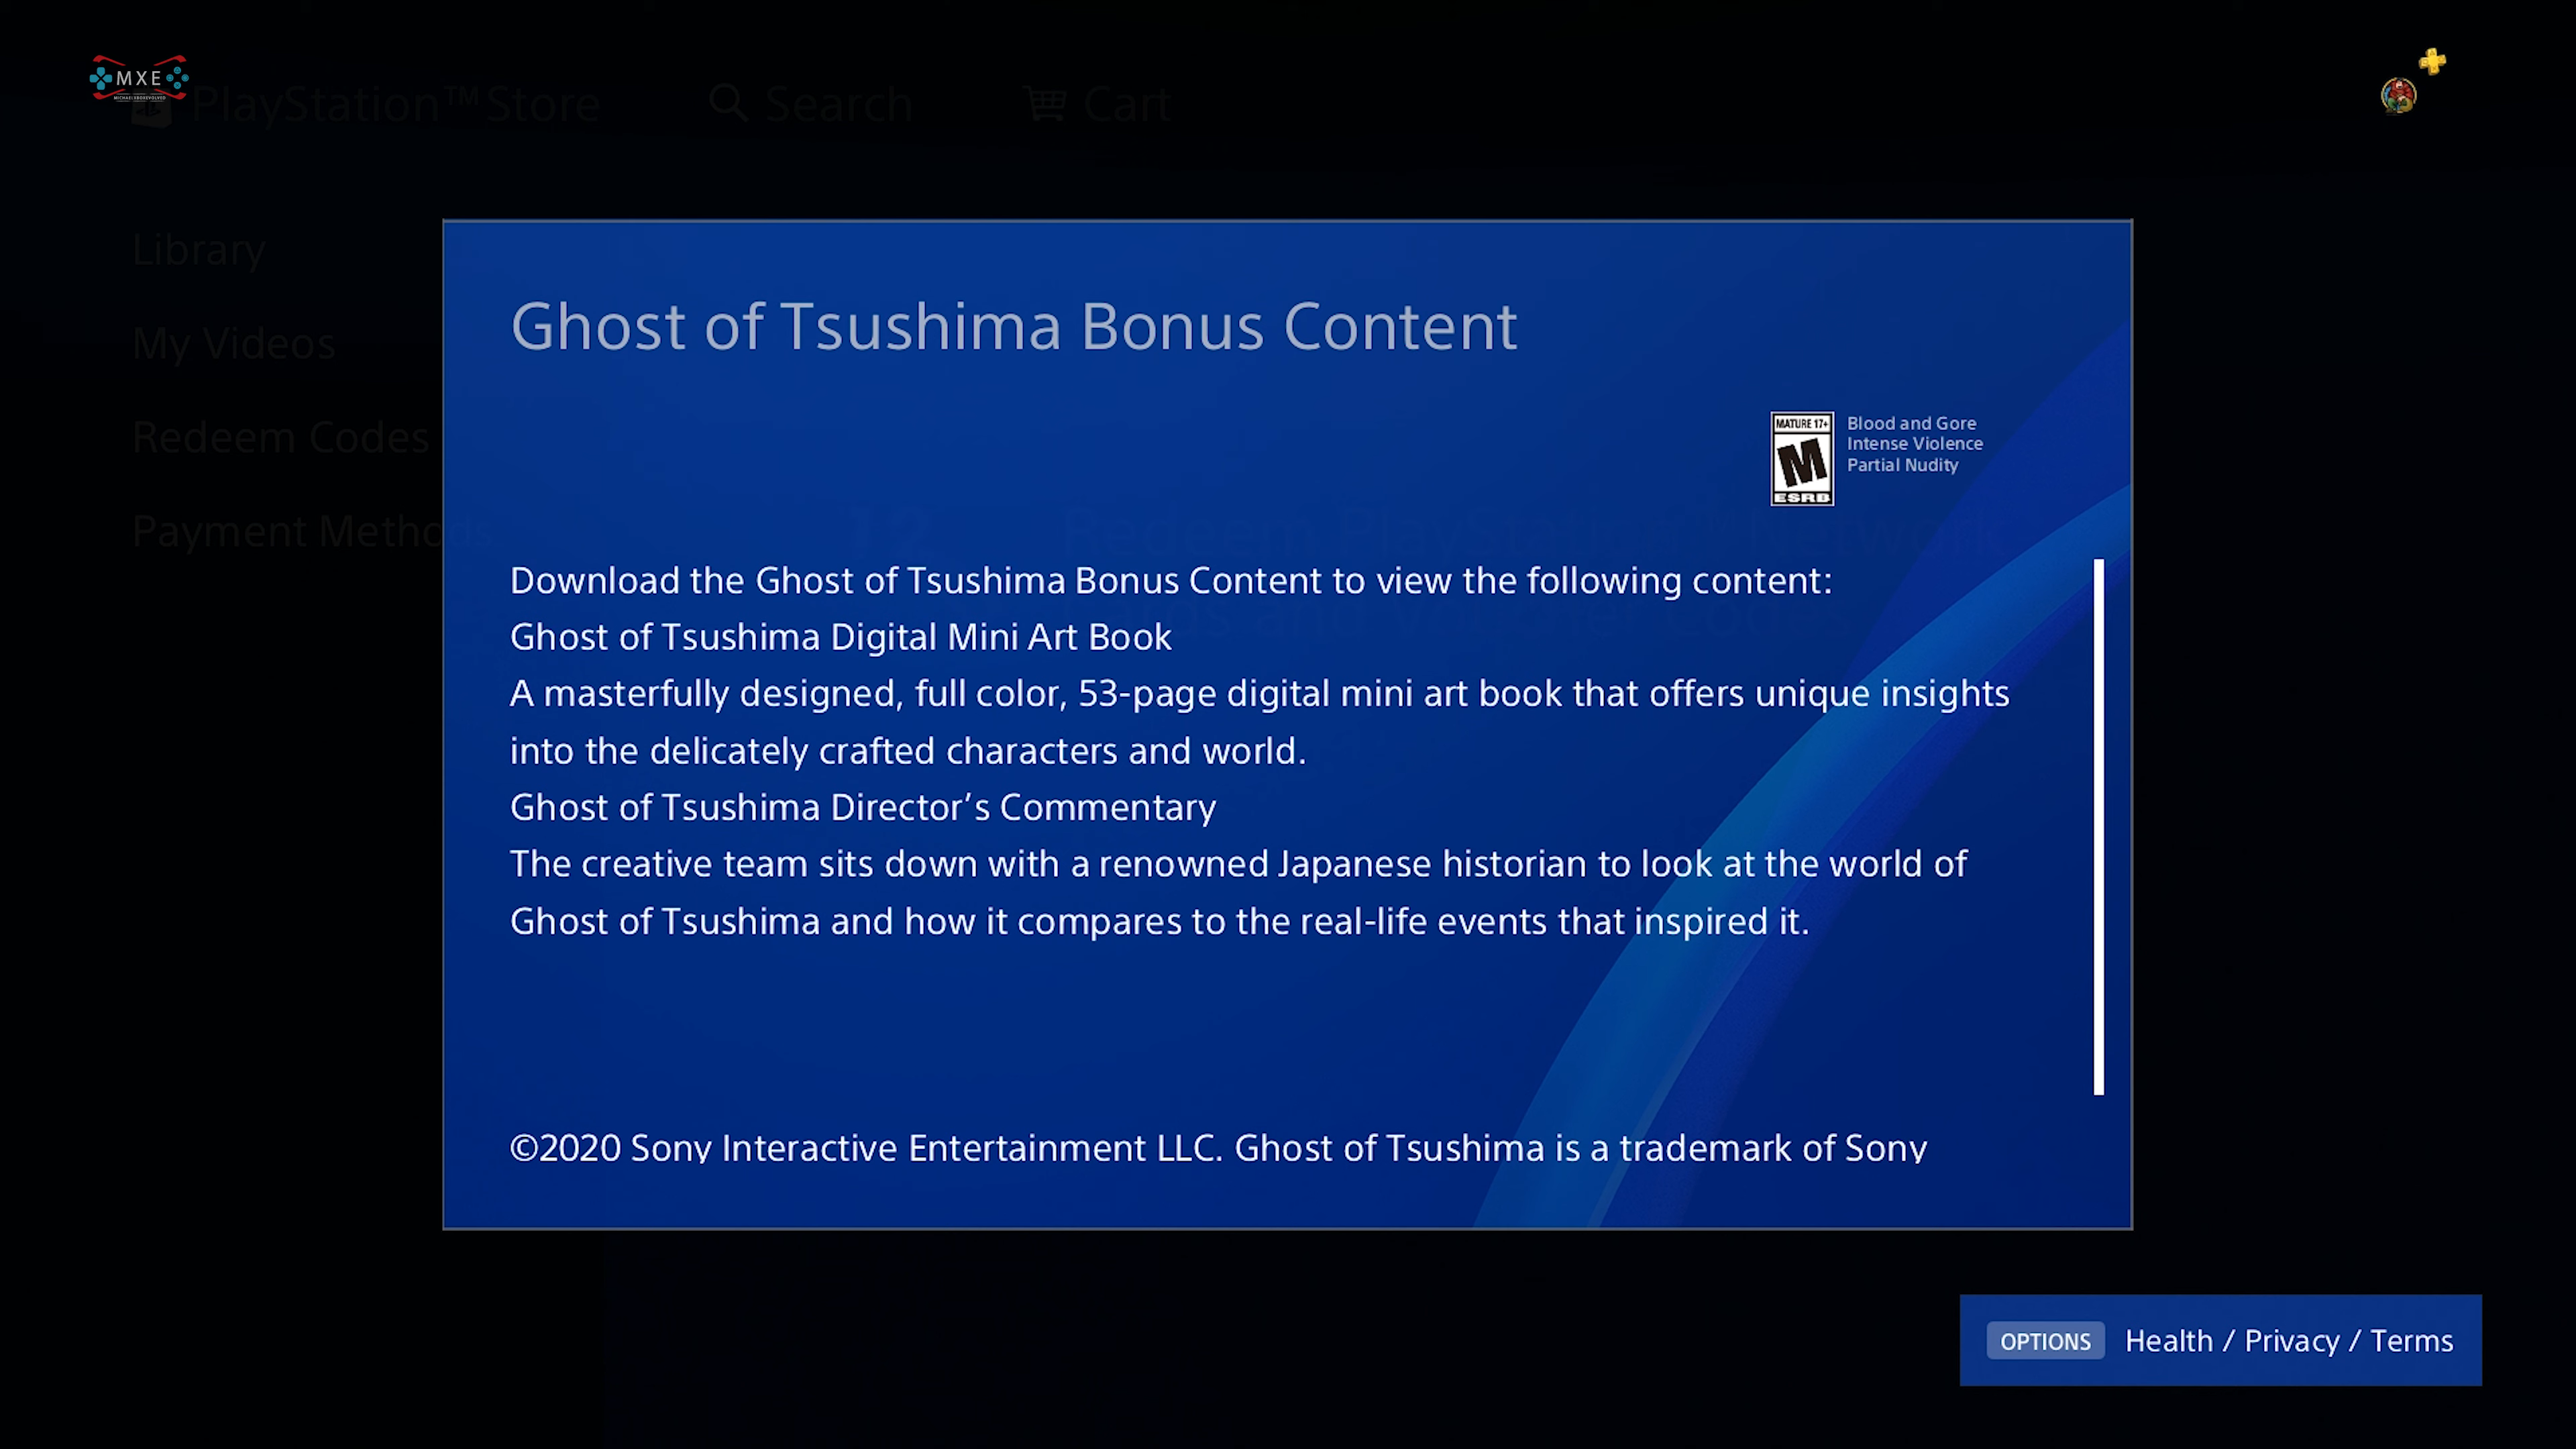 MXE
PlayStation™Store
Search
Cart
Library
My Videos
Redeem Codes
Payment Methods
Ghost of Tsushima Bonus Content
MATURE 17+
M
ESRB
Blood and Gore
Intense Violence
Partial Nudity
12
Redeem PlayStation Network
Download the Ghost of Tsushima Bonus Content to view the following content:
Ghost of Tsushima Digital Mini Art Book
A masterfully designed, full color, 53-page digital mini art book that offers unique insights
into the delicately crafted characters and world.
Ghost of Tsushima Director’s Commentary
The creative team sits down with a renowned Japanese historian to look at the world of
Ghost of Tsushima and how it compares to the real-life events that inspired it.
©2020 Sony Interactive Entertainment LLC. Ghost of Tsushima is a trademark of Sony
OPTIONS Health / Privacy / Terms